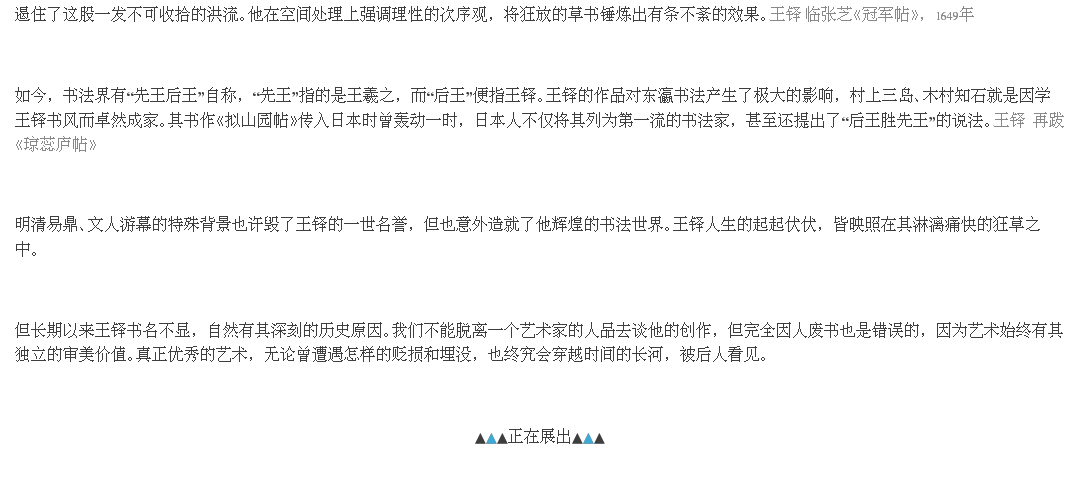 遏住了这股一发不可收拾的洪流。他在空间处理上强调理性的次序观，将狂放的草书锤炼出有条不紊的效果。王铎 临张芝《冠军帖》， 1649年
如今，书法界有“先王后王”自称，“先王”指的是王羲之，而“后王”便指王铎。王铎的作品对东瀛书法产生了极大的影响，村上三岛、木村知石就是因学
王铎书风而卓然成家。其书作《拟山园帖》传入日本时曾轰动一时，日本人不仅将其列为第一流的书法家，甚至还提出了“后王胜先王”的说法。王铎 再跋
《琼蕊庐帖》
明清易鼎、文人游幕的特殊背景也许毁了王铎的一世名誉，但也意外造就了他辉煌的书法世界。王铎人生的起起伏伏，皆映照在其淋漓痛快的狂草之
中。
但长期以来王铎书名不显，自然有其深刻的历史原因。我们不能脱离一个艺术家的人品去谈他的创作，但完全因人废书也是错误的，因为艺术始终有其
独立的审美价值。真正优秀的艺术，无论曾遭遇怎样的贬损和埋没，也终究会穿越时间的长河，被后人看见。
▲▲▲正在展出▲▲▲